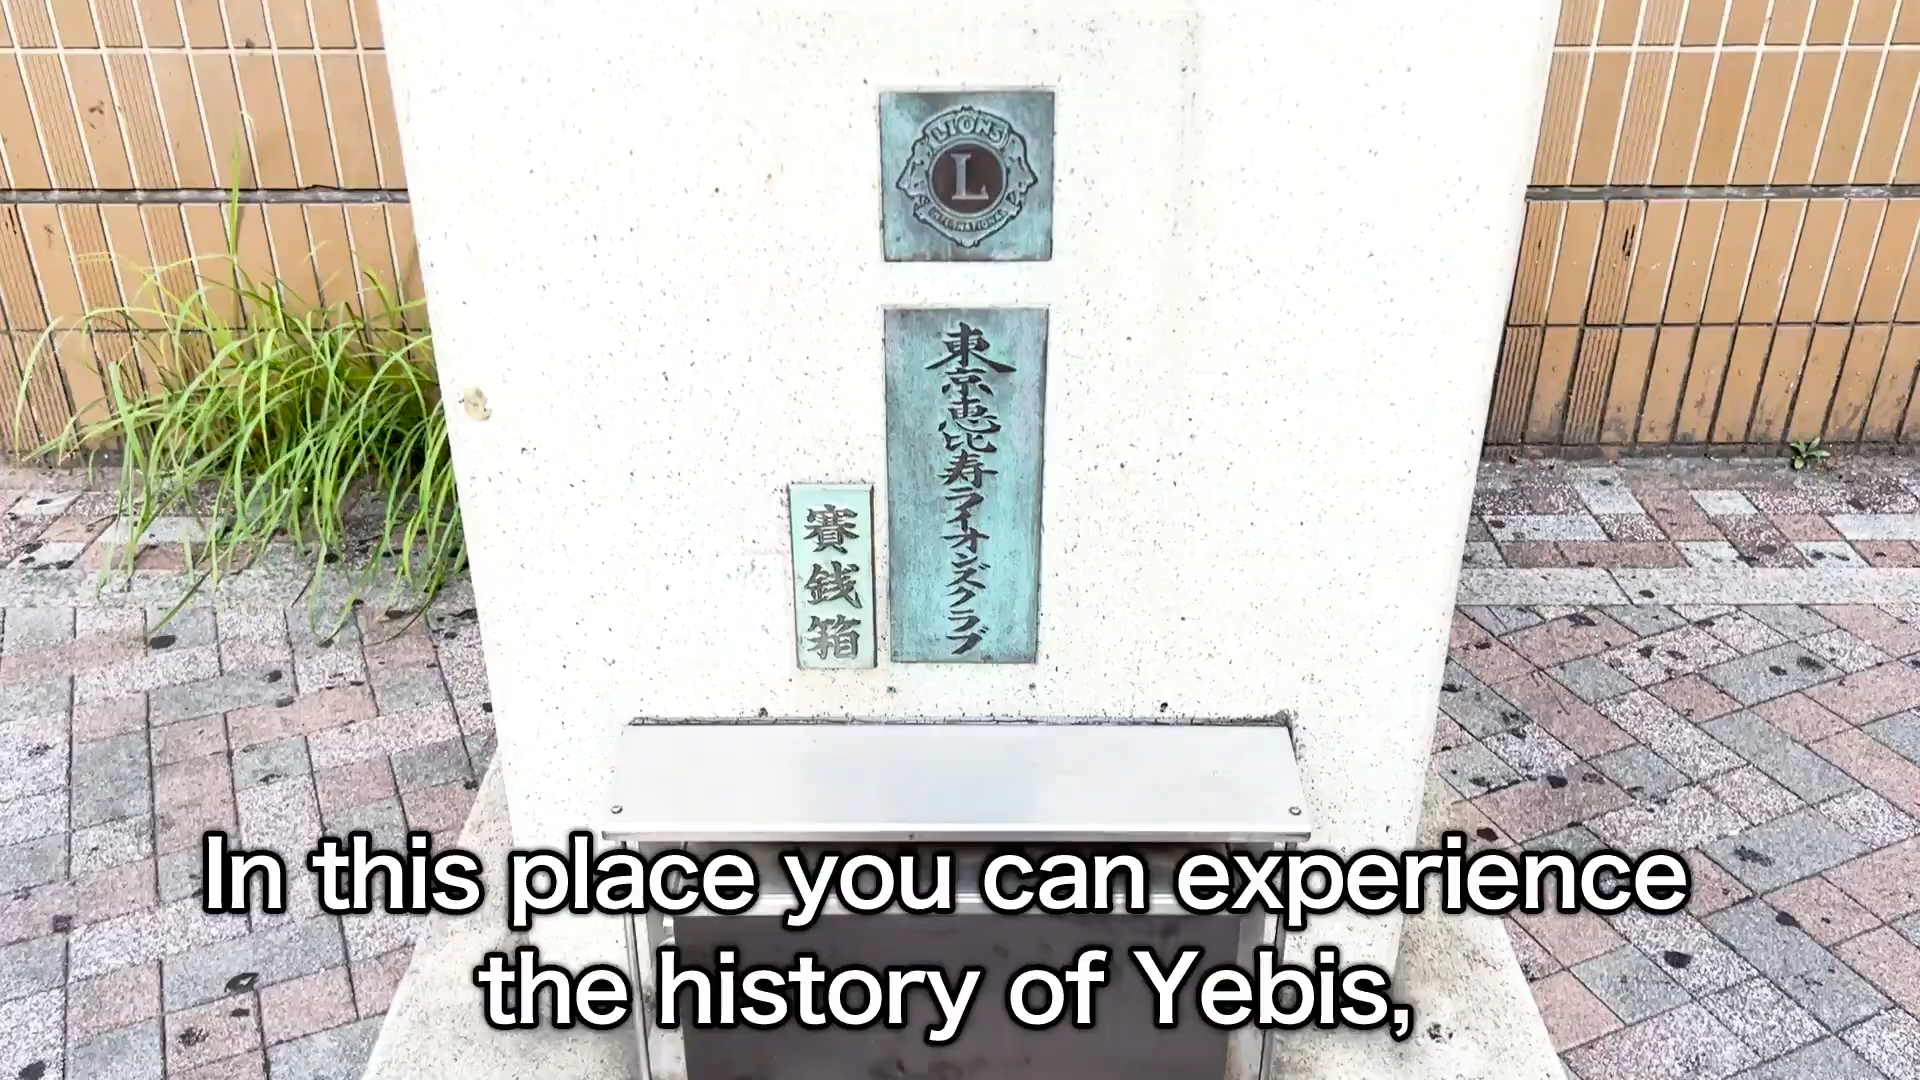 LIONS
L
INTERNATIONAL
東京恵比寿ライオンズクラブ
賽銭箱
In this place you can experience
the history of Yebis,